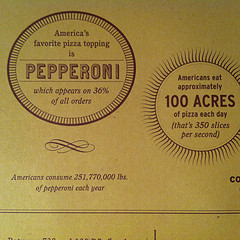 America's
favorite pizza topping
is
PEPPERONI
which appears on 36%
of all orders
Americans eat
approximately
100 ACRES
of pizza each day
(that's 350 slices
per second)
Americans consume 251,770,000 lbs.
of pepperoni each year
CO